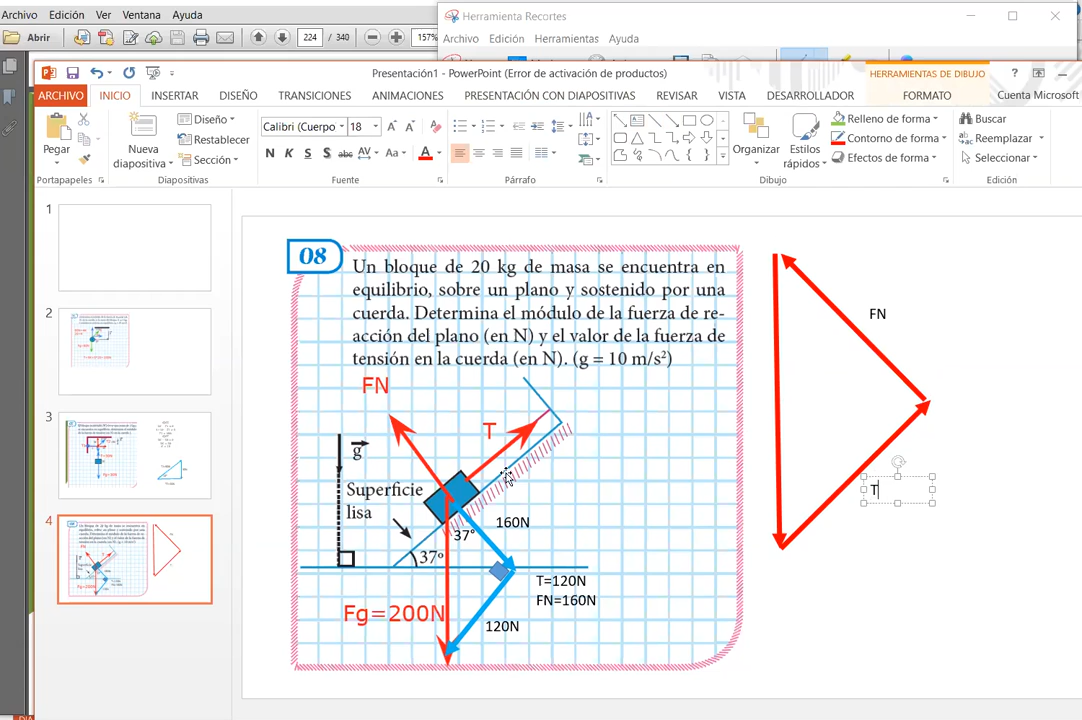 Archivo Edición Ver Ventana Ayuda
Herramienta Recortes
Abrir 224 / 340 157%
Archivo Edición Herramientas Ayuda
Presentación1 - PowerPoint (Error de activación de productos)
HERRAMIENTAS DE DIBUJO
?
ARCHIVO INICIO INSERTAR DISEÑO TRANSICIONES ANIMACIONES PRESENTACIÓN CON DIAPOSITIVAS REVISAR VISTA DESARROLLADOR FORMATO Cuenta Microsoft
Pegar
Nueva
diapositiva
Diseño
Restablecer
Sección
Calibri (Cuerpo 18
N K S S abc AV Aa A
Organizar
Estilos
rápidos
Relleno de forma
Contorno de forma
Efectos de forma
Buscar
Reemplazar
Seleccionar
Portapapeles Diapositivas Fuente Párrafo Dibujo Edición
1
2
3
4
08
Un bloque de 20 kg de masa se encuentra en
equilibrio, sobre un plano y sostenido por una
cuerda. Determina el módulo de la fuerza de re-
acción del plano (en N) y el valor de la fuerza de
tensión en la cuerda (en N). (g = 10 m/s²)
FN
T
g
Superficie
lisa
37°
37°
160N
T=120N
FN=160N
Fg=200N
120N
FN
T